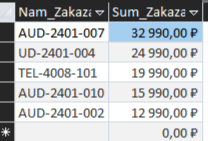 Nam_Zakaza Sum_Zakaza
AUD-2401-007 32 990,00 ₽
UD-2401-004 24 990,00 ₽
TEL-4008-101 19 990,00 ₽
AUD-2401-010 15 990,00 ₽
AUD-2401-002 12 990,00 ₽
0,00 ₽